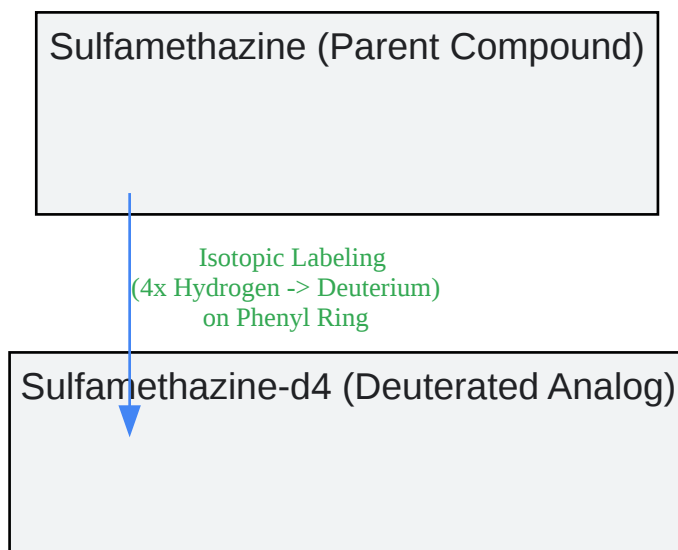 Sulfamethazine (Parent Compound)
Isotopic Labeling
(4x Hydrogen -> Deuterium)
on Phenyl Ring
Sulfamethazine-d4 (Deuterated Analog)